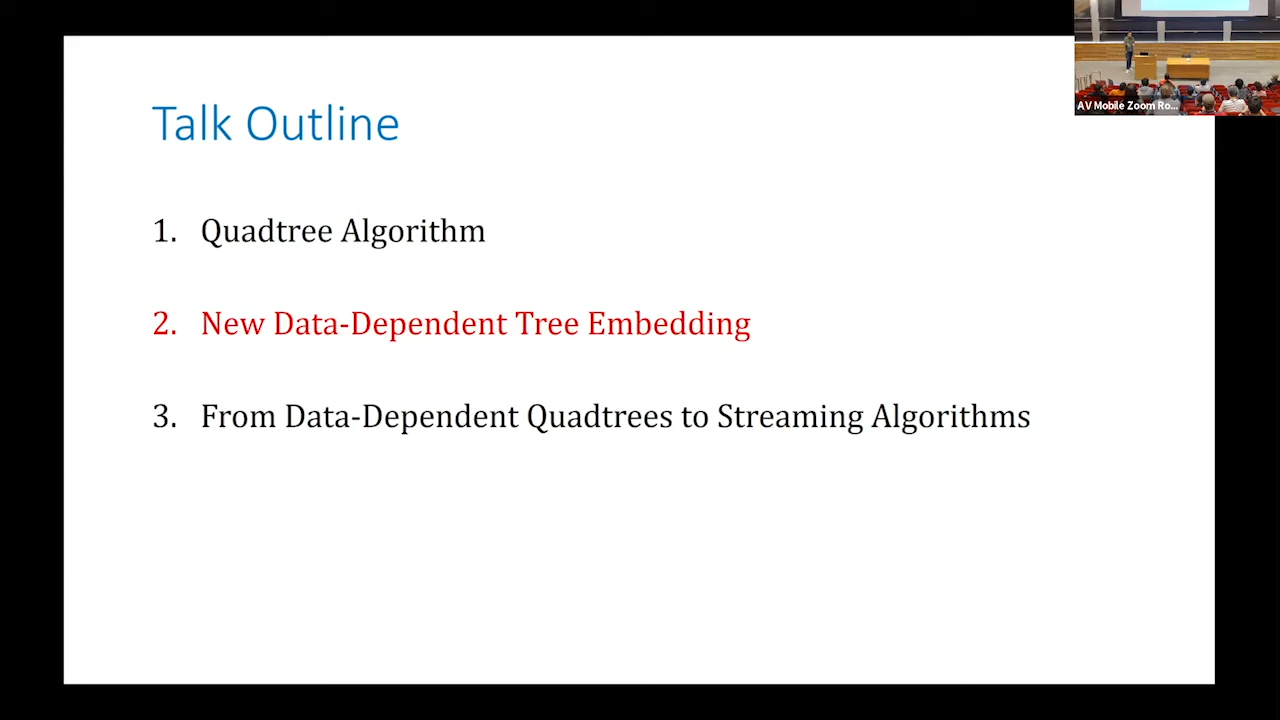 Talk Outline
1. Quadtree Algorithm
2. New Data-Dependent Tree Embedding
3. From Data-Dependent Quadtrees to Streaming Algorithms
AV Mobile Zoom Ro...